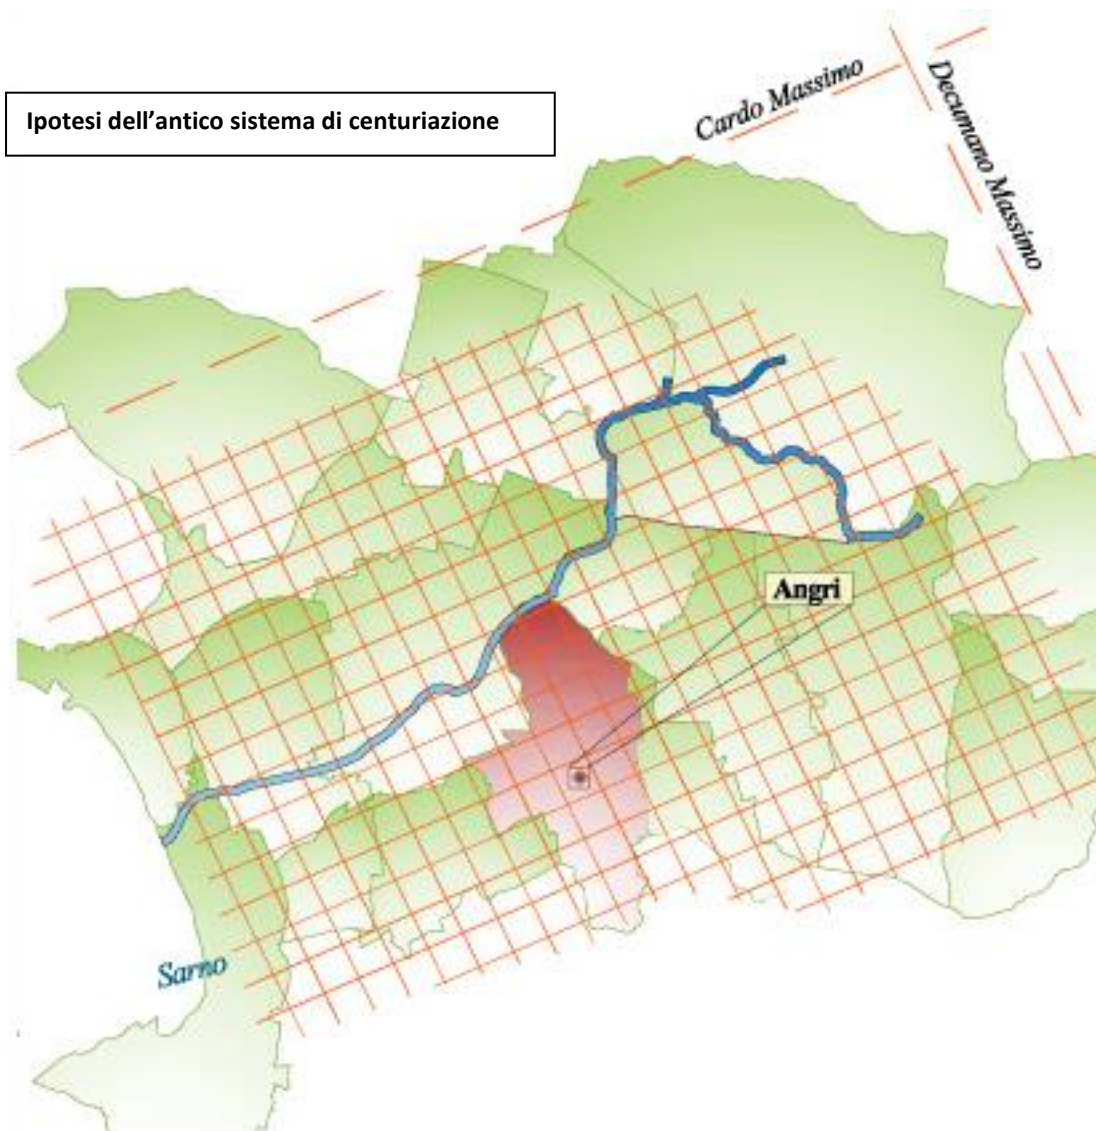 Ipotesi dell’antico sistema di centuriazione
Cardo Massimo
Decumano Massimo
Angri
Sarno